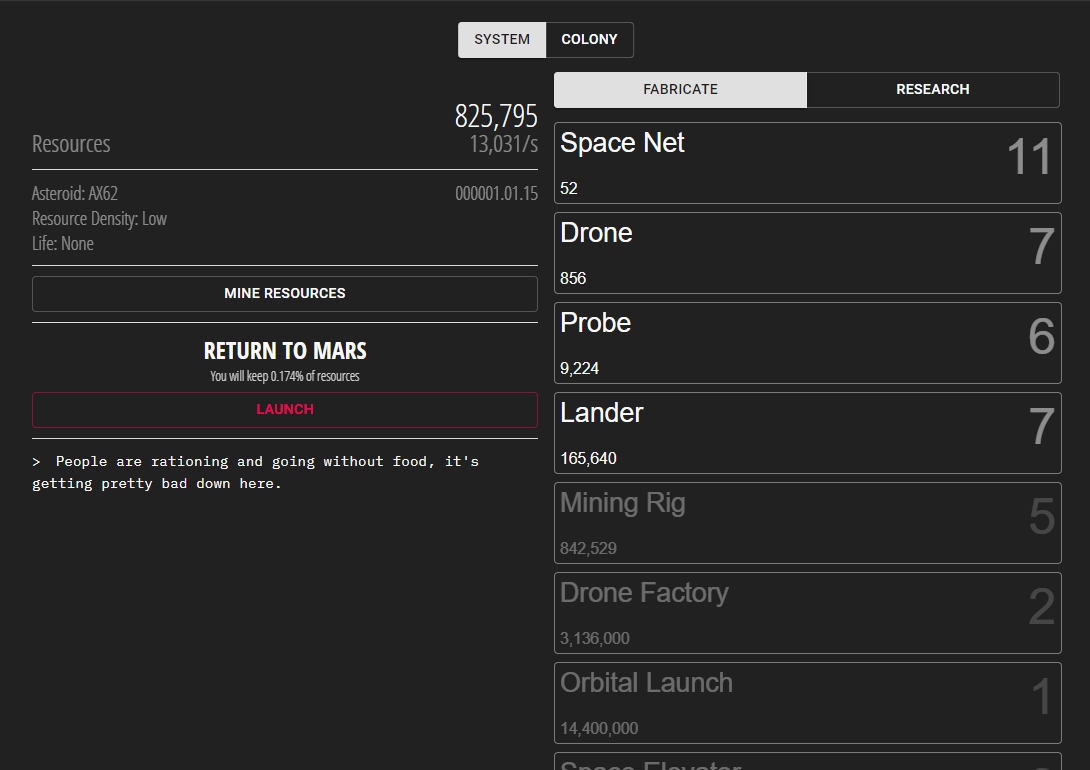 SYSTEM
COLONY
825,795
Resources
13,031/s
Asteroid: AX62
000001.01.15
Resource Density: Low
Life: None
MINE RESOURCES
RETURN TO MARS
You will keep 0.174% of resources
LAUNCH
> People are rationing and going without food, it's
getting pretty bad down here.
FABRICATE
RESEARCH
Space Net
11
52
Drone
7
856
Probe
6
9,224
Lander
7
165,640
Mining Rig
5
842,529
Drone Factory
2
3,136,000
Orbital Launch
1
14,400,000
Space Elevator